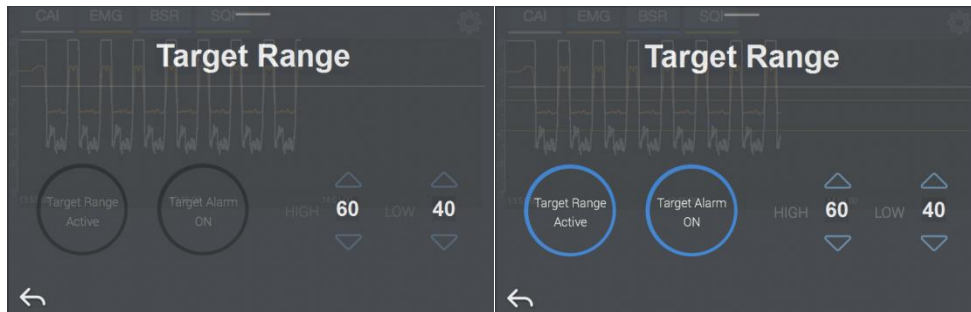 CAI EMG BSR SQI
Target Range
Target Range
Active
Target Alarm
ON
HIGH 60 LOW 40
CAI EMG BSR SQI
Target Range
Target Range
Active
Target Alarm
ON
HIGH 60 LOW 40